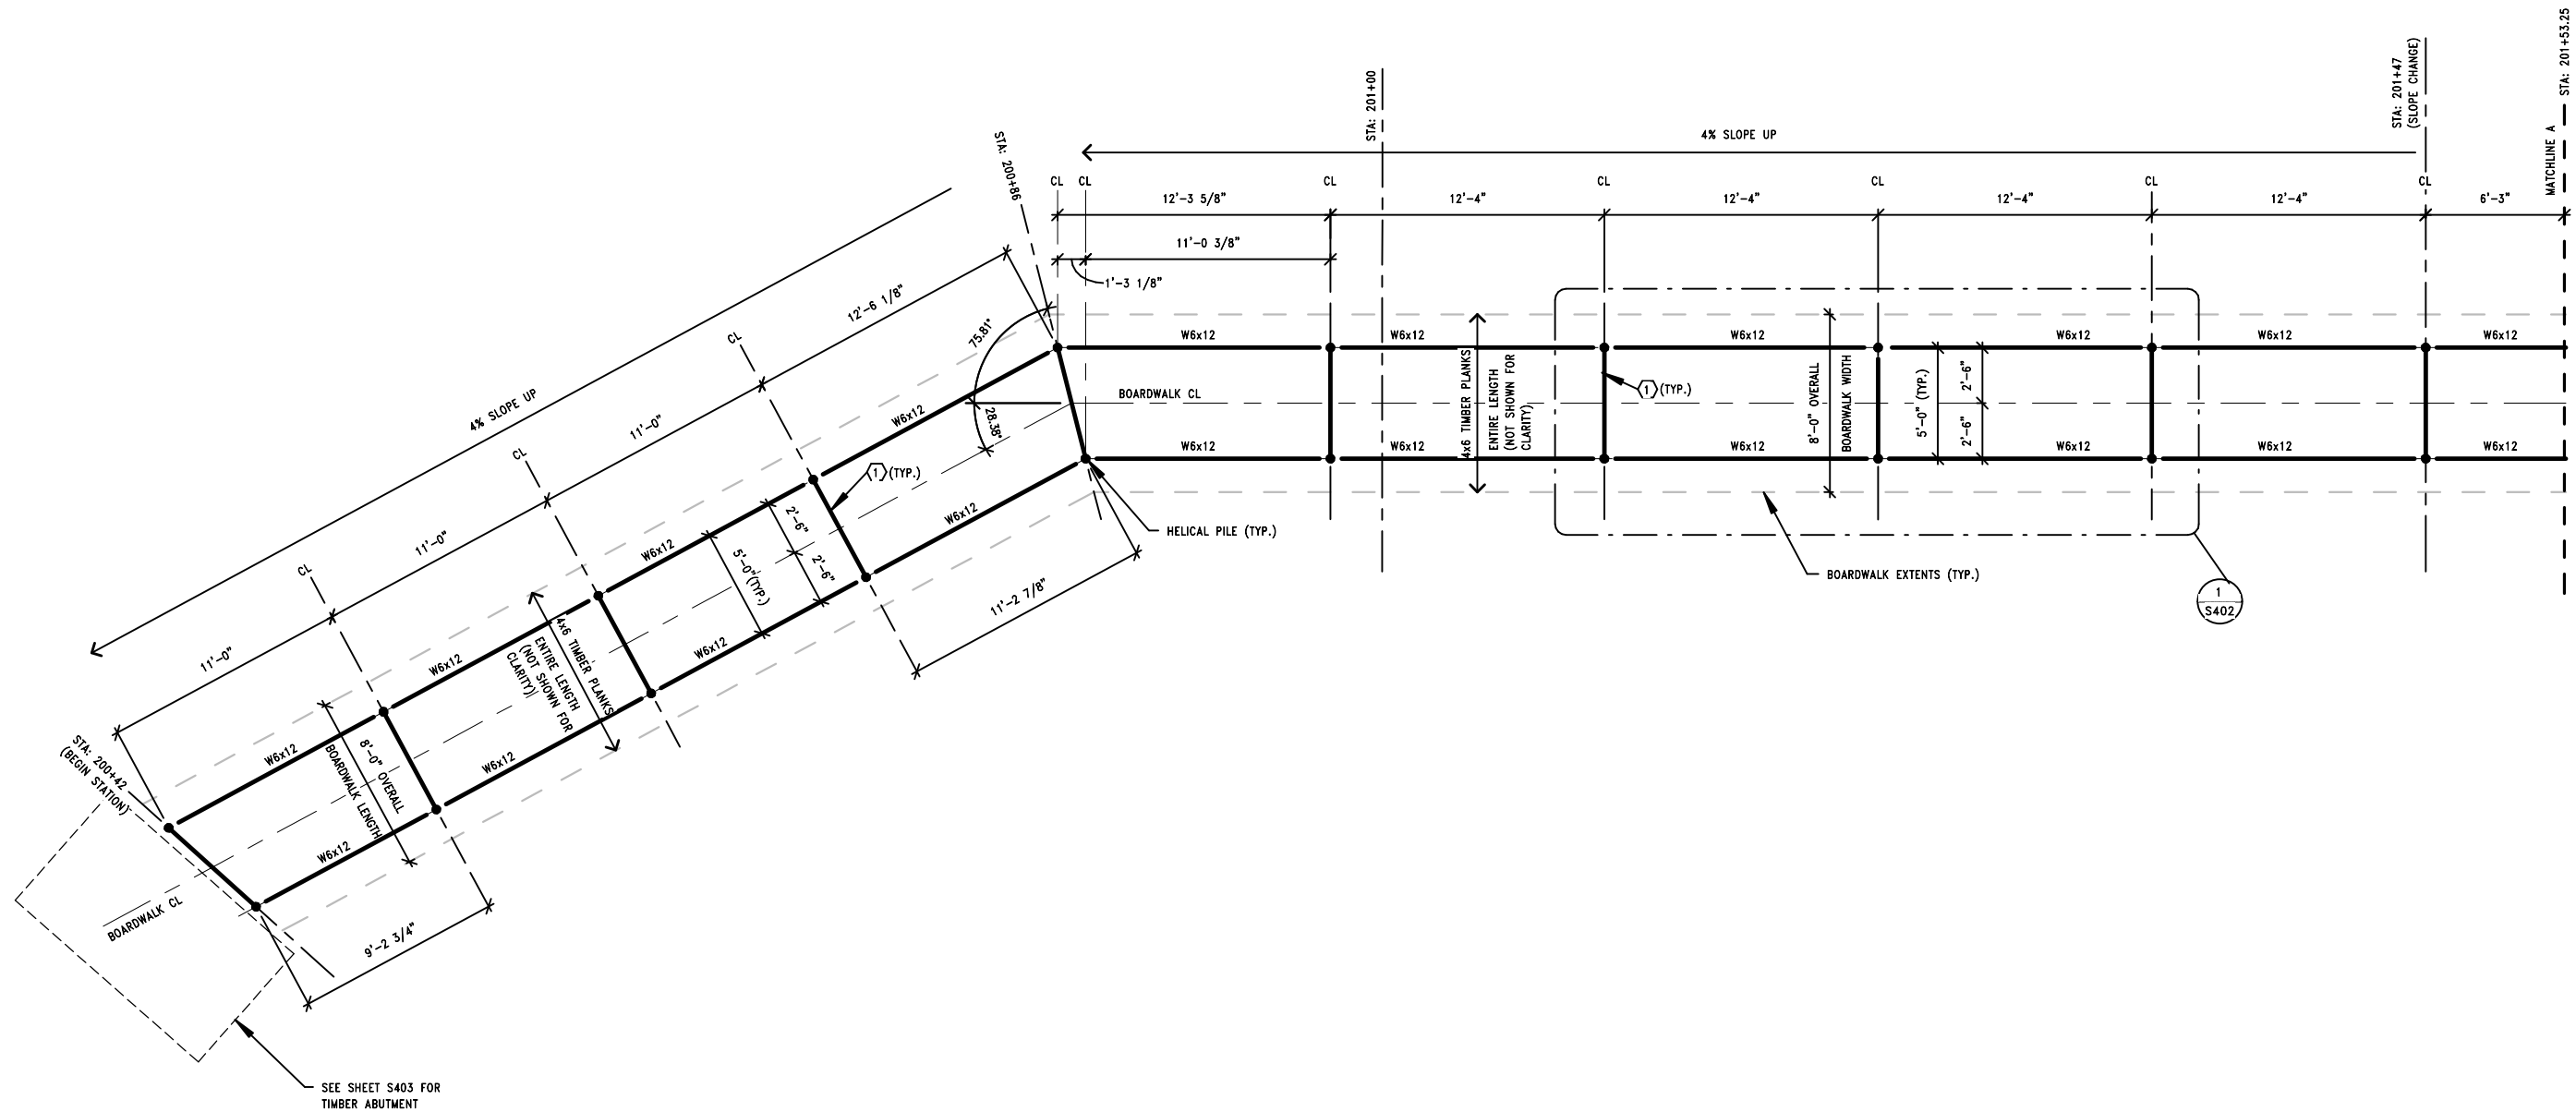 STA: 201+53.25
MATCHLINE A
STA: 201+47
(SLOPE CHANGE)
STA: 201+00
STA: 200+86
4% SLOPE UP
CL
CL
CL
CL
CL
CL
CL
12'-3 5/8"
12'-4"
12'-4"
12'-4"
12'-4"
6'-3"
11'-0 3/8"
1'-3 1/8"
W6x12
W6x12
W6x12
W6x12
W6x12
W6x12
BOARDWALK CL
4x6 TIMBER PLANKS
ENTIRE LENGTH
(NOT SHOWN FOR
CLARITY)
1
(TYP.)
8'-0" OVERALL
BOARDWALK WIDTH
5'-0" (TYP.)
2'-6"
2'-6"
W6x12
W6x12
W6x12
W6x12
W6x12
W6x12
HELICAL PILE (TYP.)
BOARDWALK EXTENTS (TYP.)
1
S402
75.81°
28.38°
4% SLOPE UP
12'-6 1/8"
11'-0"
11'-0"
11'-0"
CL
CL
CL
W6x12
W6x12
W6x12
W6x12
1
(TYP.)
2'-6"
2'-6"
5'-0"(TYP.)
4x6 TIMBER PLANKS
ENTIRE LENGTH
(NOT SHOWN FOR
CLARITY)
8'-0" OVERALL
BOARDWALK LENGTH
W6x12
W6x12
W6x12
W6x12
11'-2 7/8"
9'-2 3/4"
STA: 200+42
(BEGIN STATION)
BOARDWALK CL
SEE SHEET S403 FOR
TIMBER ABUTMENT